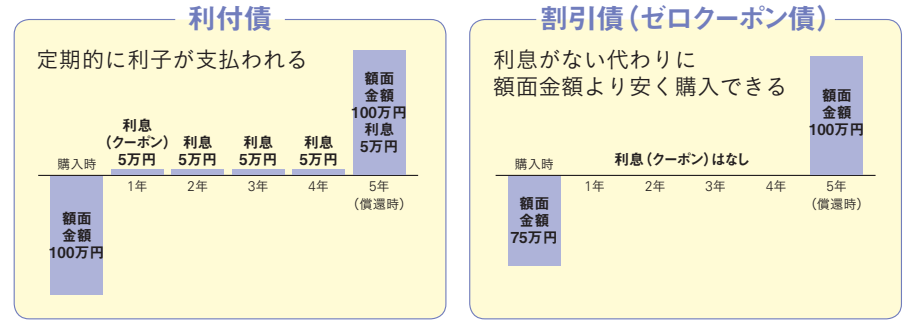 利付債
定期的に利子が支払われる
額面
金額
100万円
利息
5万円
利息
(クーポン)
5万円
利息
5万円
利息
5万円
利息
5万円
購入時
1年
2年
3年
4年
5年
(償還時)
額面
金額
100万円
割引債(ゼロクーポン債)
利息がない代わりに
額面金額より安く購入できる
額面
金額
100万円
購入時
利息(クーポン)はなし
1年
2年
3年
4年
5年
(償還時)
額面
金額
75万円